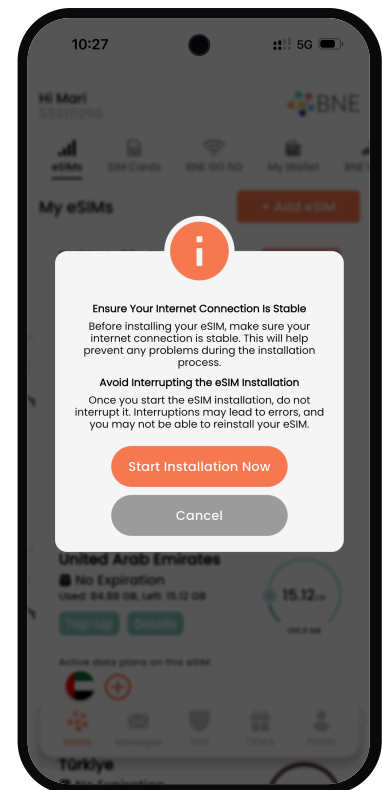 10:27
5G
Hi Mari
BNE
eSIMs
SIM Cards
BNE GO 5G
My Wallet
BNE
My eSIMs
+ Add eSIM
i
Ensure Your Internet Connection Is Stable
Before installing your eSIM, make sure your
internet connection is stable. This will help
prevent any problems during the installation
process.
Avoid Interrupting the eSIM Installation
Once you start the eSIM installation, do not
interrupt it. Interruptions may lead to errors, and
you may not be able to reinstall your eSIM.
Start Installation Now
Cancel
United Arab Emirates
No Expiration
Used: 84.88 GB, Left: 15.12 GB
15.12
100.0 GB
Top-Up
Details
Active data plans on this eSIM
Home
Messages
VPN
Offers
Profile
Türkiye
No Expiration